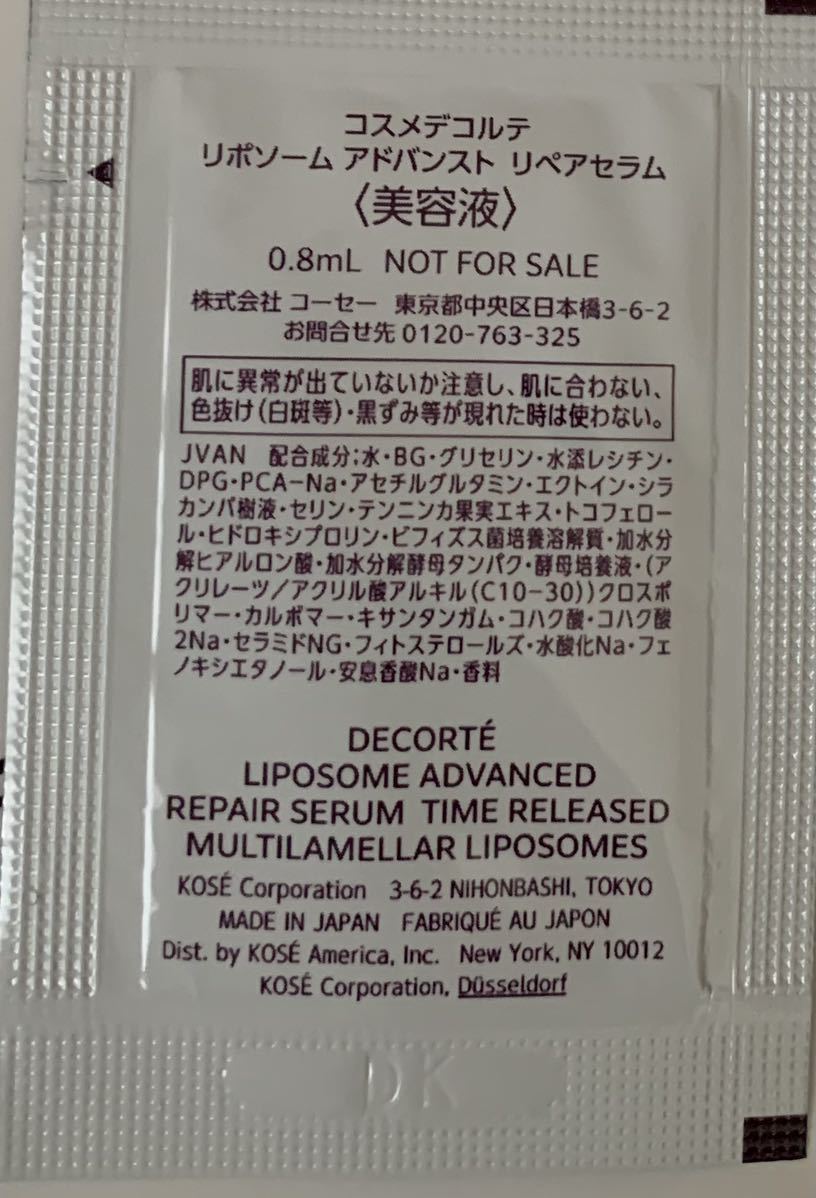 コスメデコルテ
リポソーム アドバンスト リペアセラム
〈美容液〉
0.8mL NOT FOR SALE
株式会社 コーセー 東京都中央区日本橋3-6-2
お問合せ先 0120-763-325
肌に異常が出ていないか注意し、肌に合わない、
色抜け(白斑等)・黒ずみ等が現れた時は使わない。
JVAN 配合成分;水・BG・グリセリン・水添レシチン・
DPG・PCA-Na・アセチルグルタミン・エクトイン・シラ
カンバ樹液・セリン・テンニンカ果実エキス・トコフェロー
ル・ヒドロキシプロリン・ビフィズス菌培養溶解質・加水分
解ヒアルロン酸・加水分解酵母タンパク・酵母培養液・(ア
クリレーツ/アクリル酸アルキル(C10-30))クロスポ
リマー・カルボマー・キサンタンガム・コハク酸・コハク酸
2Na・セラミドNG・フィトステロールズ・水酸化Na・フェ
ノキシエタノール・安息香酸Na・香料
DECORTÉ
LIPOSOME ADVANCED
REPAIR SERUM TIME RELEASED
MULTILAMELLAR LIPOSOMES
KOSÉ Corporation 3-6-2 NIHONBASHI, TOKYO
MADE IN JAPAN FABRIQUÉ AU JAPON
Dist. by KOSÉ America, Inc. New York, NY 10012
KOSÉ Corporation, Düsseldorf
DK